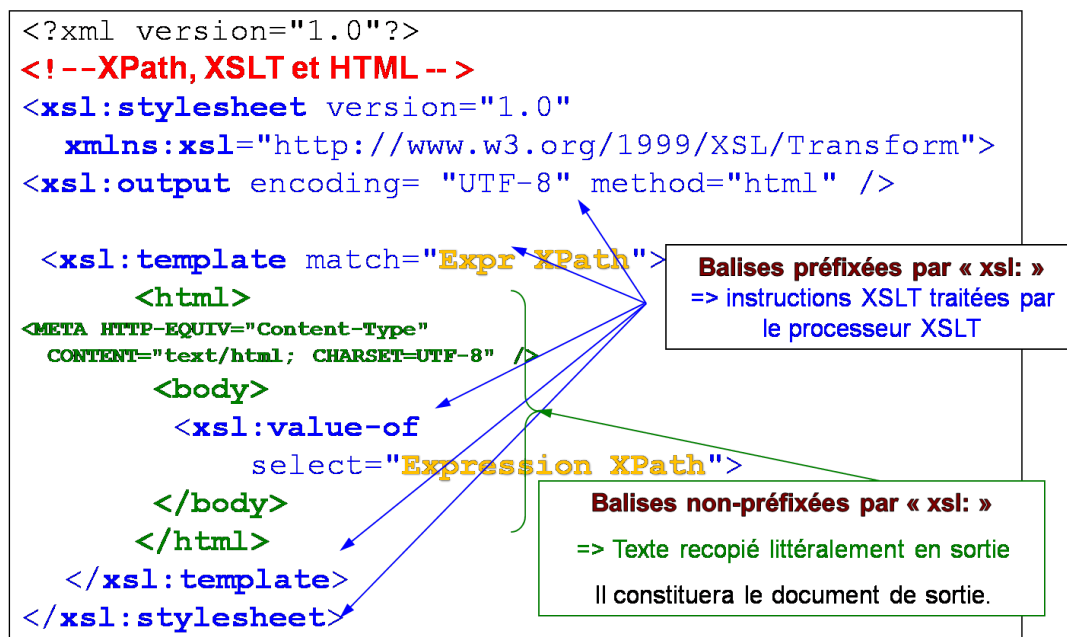 <?xml version="1.0"?>
<!--XPath, XSLT et HTML -- >
<xsl:stylesheet version="1.0"
xmlns:xsl="http://www.w3.org/1999/XSL/Transform">
<xsl:output encoding= "UTF-8" method="html" />
<xsl:template match="Expr XPath">
<html>
<META HTTP-EQUIV="Content-Type"
CONTENT="text/html; CHARSET=UTF-8" />
<body>
<xsl:value-of
select="Expression XPath">
</body>
</html>
</xsl:template>
</xsl:stylesheet>
Balises préfixées par « xsl: »
=> instructions XSLT traitées par
le processeur XSLT
Balises non-préfixées par « xsl: »
=> Texte recopié littéralement en sortie
Il constituera le document de sortie.